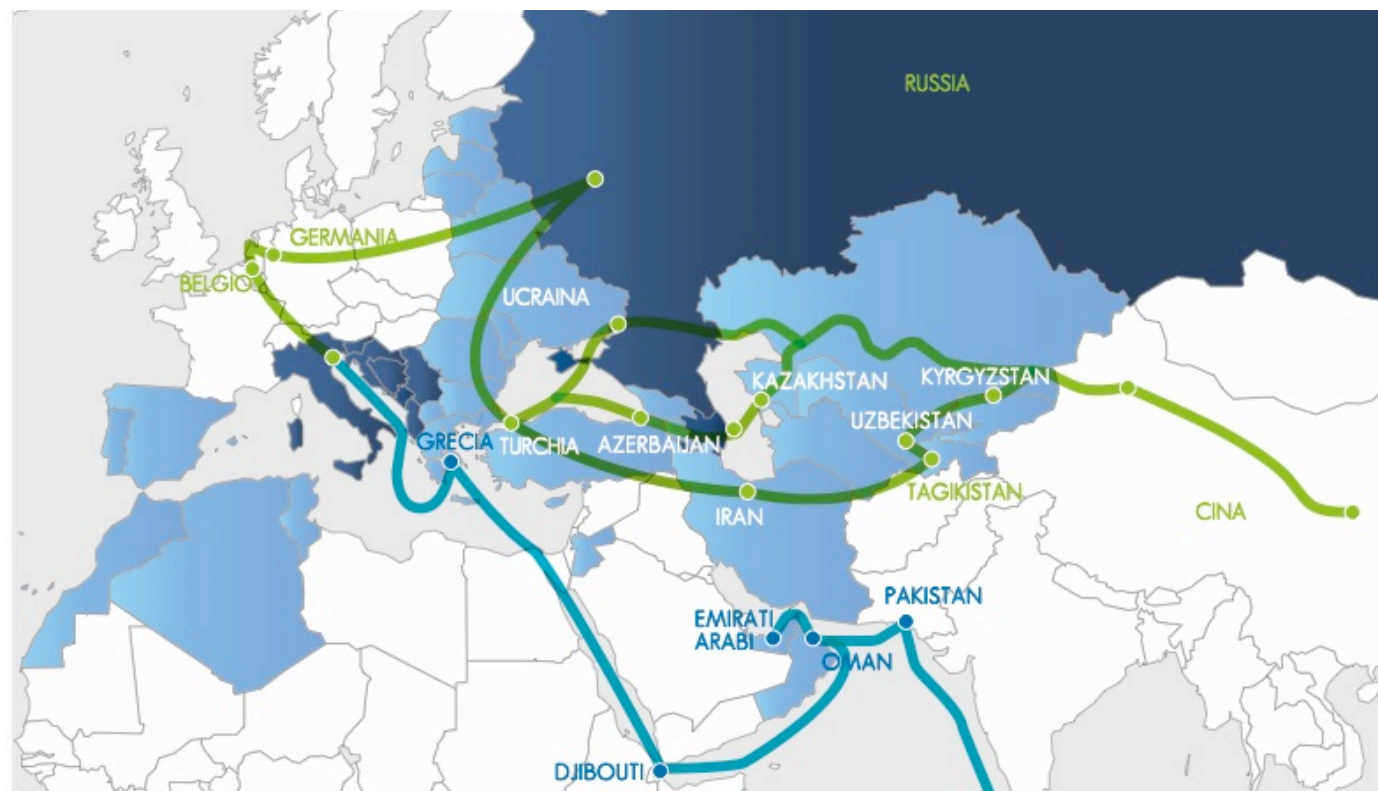 RUSSIA
GERMANIA
BELGIO
UCRAINA
KAZAKHSTAN
KYRGYZSTAN
UZBEKISTAN
GRECIA
TURCHIA
AZERBAIJAN
TAGIKISTAN
IRAN
CINA
PAKISTAN
EMIRATI
ARABI
OMAN
DJIBOUTI